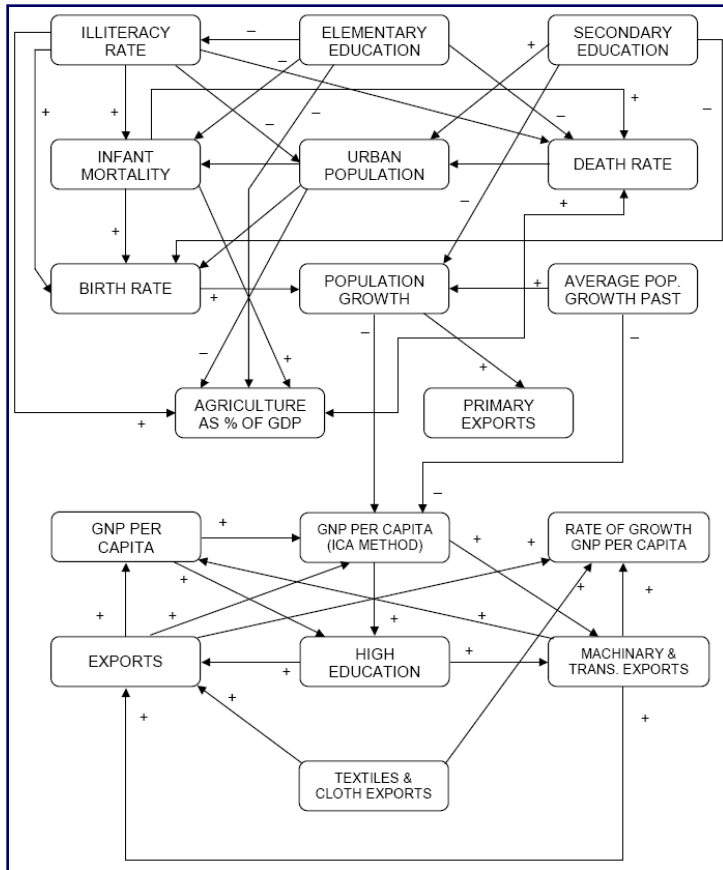 ILLITERACY
RATE
ELEMENTARY
EDUCATION
SECONDARY
EDUCATION
–
+
–
+
+
–
–
–
+
–
INFANT
MORTALITY
URBAN
POPULATION
DEATH RATE
+
–
+
BIRTH RATE
+
POPULATION
GROWTH
+
AVERAGE POP.
GROWTH PAST
–
–
+
–
+
AGRICULTURE
AS % OF GDP
+
PRIMARY
EXPORTS
–
GNP PER
CAPITA
+
GNP PER CAPITA
(ICA METHOD)
+
+
RATE OF GROWTH
GNP PER CAPITA
+
+
+
+
+
+
+
EXPORTS
+
HIGH
EDUCATION
+
MACHINARY &
TRANS. EXPORTS
+
+
+
TEXTILES &
CLOTH EXPORTS